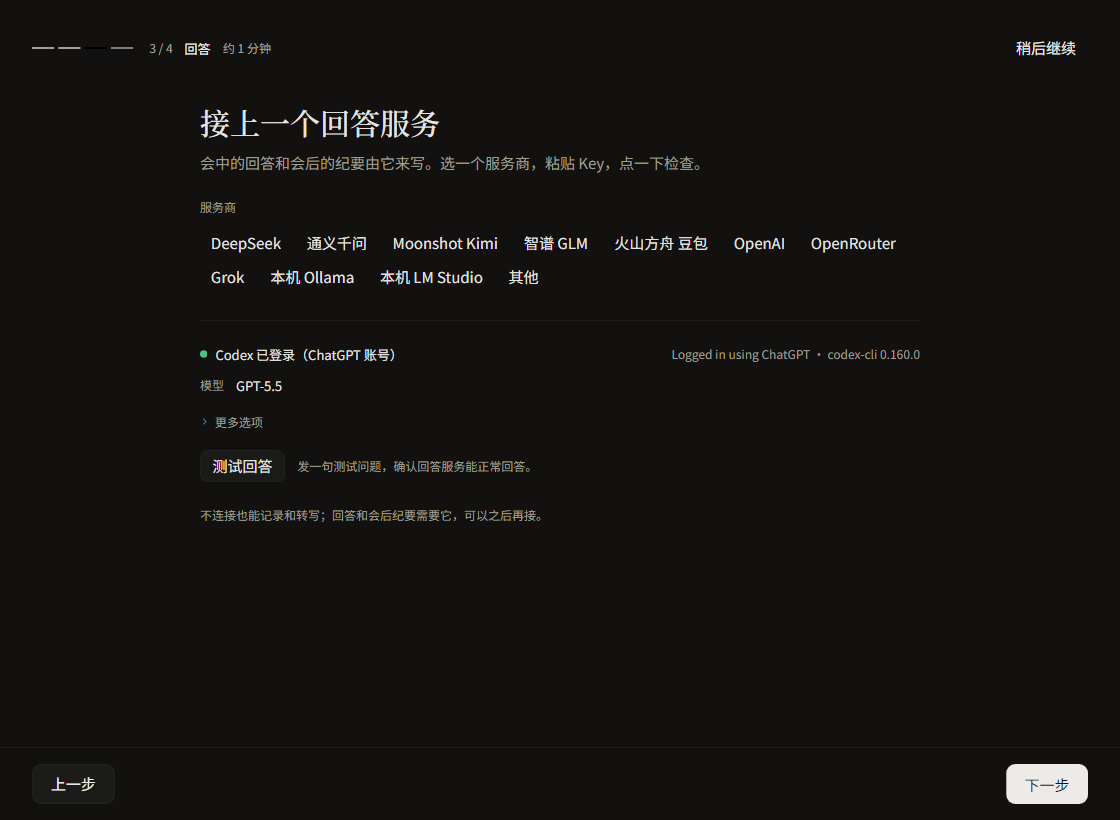 3 / 4 回答 约 1 分钟 稍后继续
接上一个回答服务
会中的回答和会后的纪要由它来写。选一个服务商，粘贴 Key，点一下检查。
服务商
DeepSeek 通义千问 Moonshot Kimi 智谱 GLM 火山方舟 豆包 OpenAI OpenRouter
Grok 本机 Ollama 本机 LM Studio 其他
Codex 已登录（ChatGPT 账号） Logged in using ChatGPT · codex-cli 0.160.0
模型 GPT-5.5
更多选项
测试回答 发一句测试问题，确认回答服务能正常回答。
不连接也能记录和转写；回答和会后纪要需要它，可以之后再接。
上一步 下一步